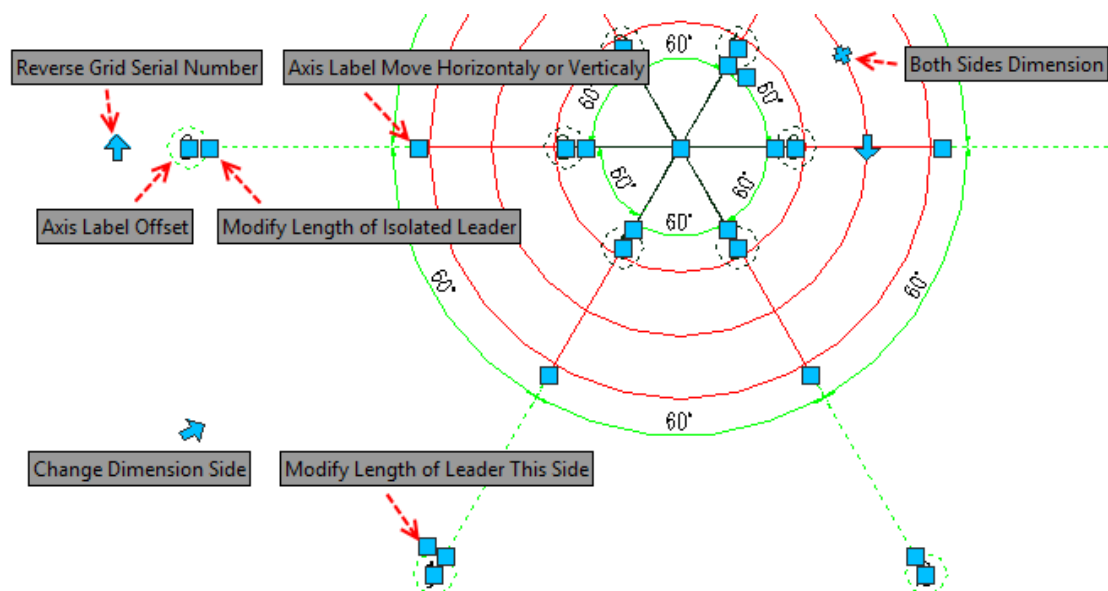 60°
Reverse Grid Serial Number
Axis Label Move Horizontaly or Verticaly
Both Sides Dimension
60°
60°
60°
60°
Axis Label Offset
Modify Length of Isolated Leader
60°
60°
60°
60°
Change Dimension Side
Modify Length of Leader This Side